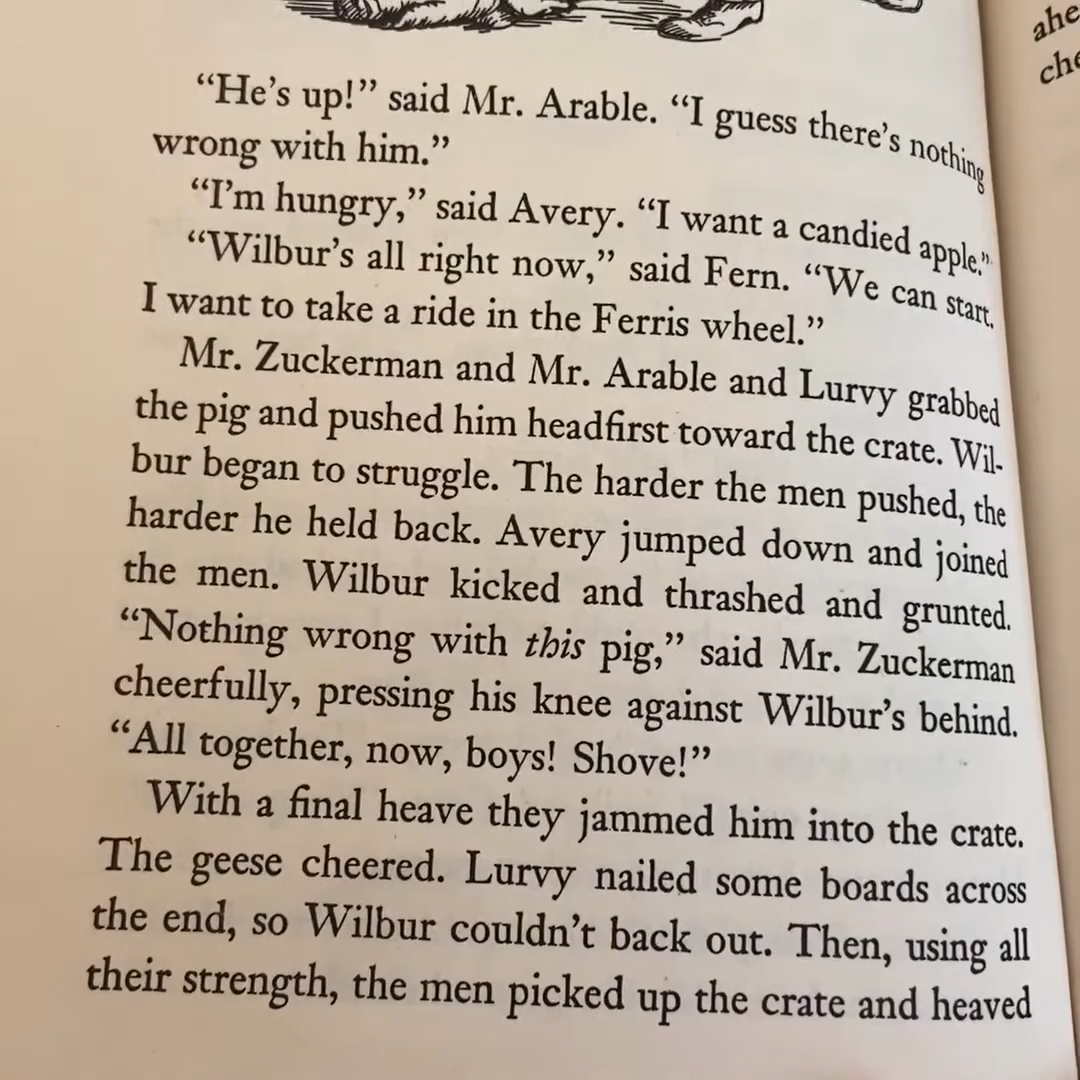 “He’s up!” said Mr. Arable. “I guess there’s nothing
wrong with him.”
“I’m hungry,” said Avery. “I want a candied apple.”
“Wilbur’s all right now,” said Fern. “We can start.
I want to take a ride in the Ferris wheel.”
Mr. Zuckerman and Mr. Arable and Lurvy grabbed
the pig and pushed him headfirst toward the crate. Wil-
bur began to struggle. The harder the men pushed, the
harder he held back. Avery jumped down and joined
the men. Wilbur kicked and thrashed and grunted.
“Nothing wrong with this pig,” said Mr. Zuckerman
cheerfully, pressing his knee against Wilbur’s behind.
“All together, now, boys! Shove!”
With a final heave they jammed him into the crate.
The geese cheered. Lurvy nailed some boards across
the end, so Wilbur couldn’t back out. Then, using all
their strength, the men picked up the crate and heaved